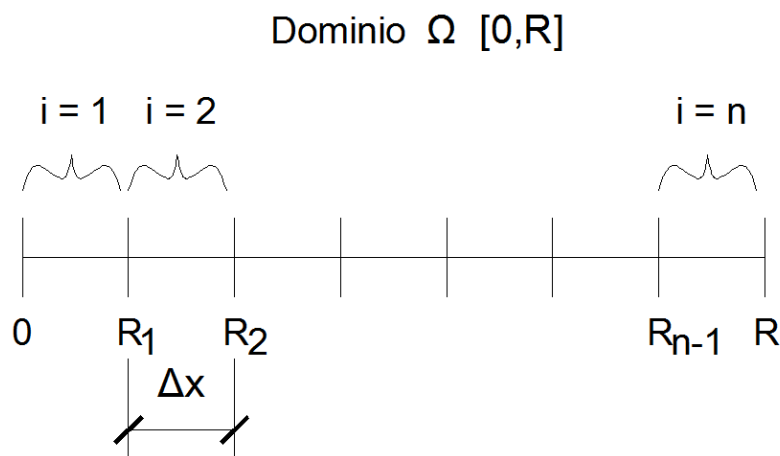 Dominio Ω [0,R]
i = 1 i = 2 i = n
0 R₁ R₂ Rₙ₋₁ R
Δx